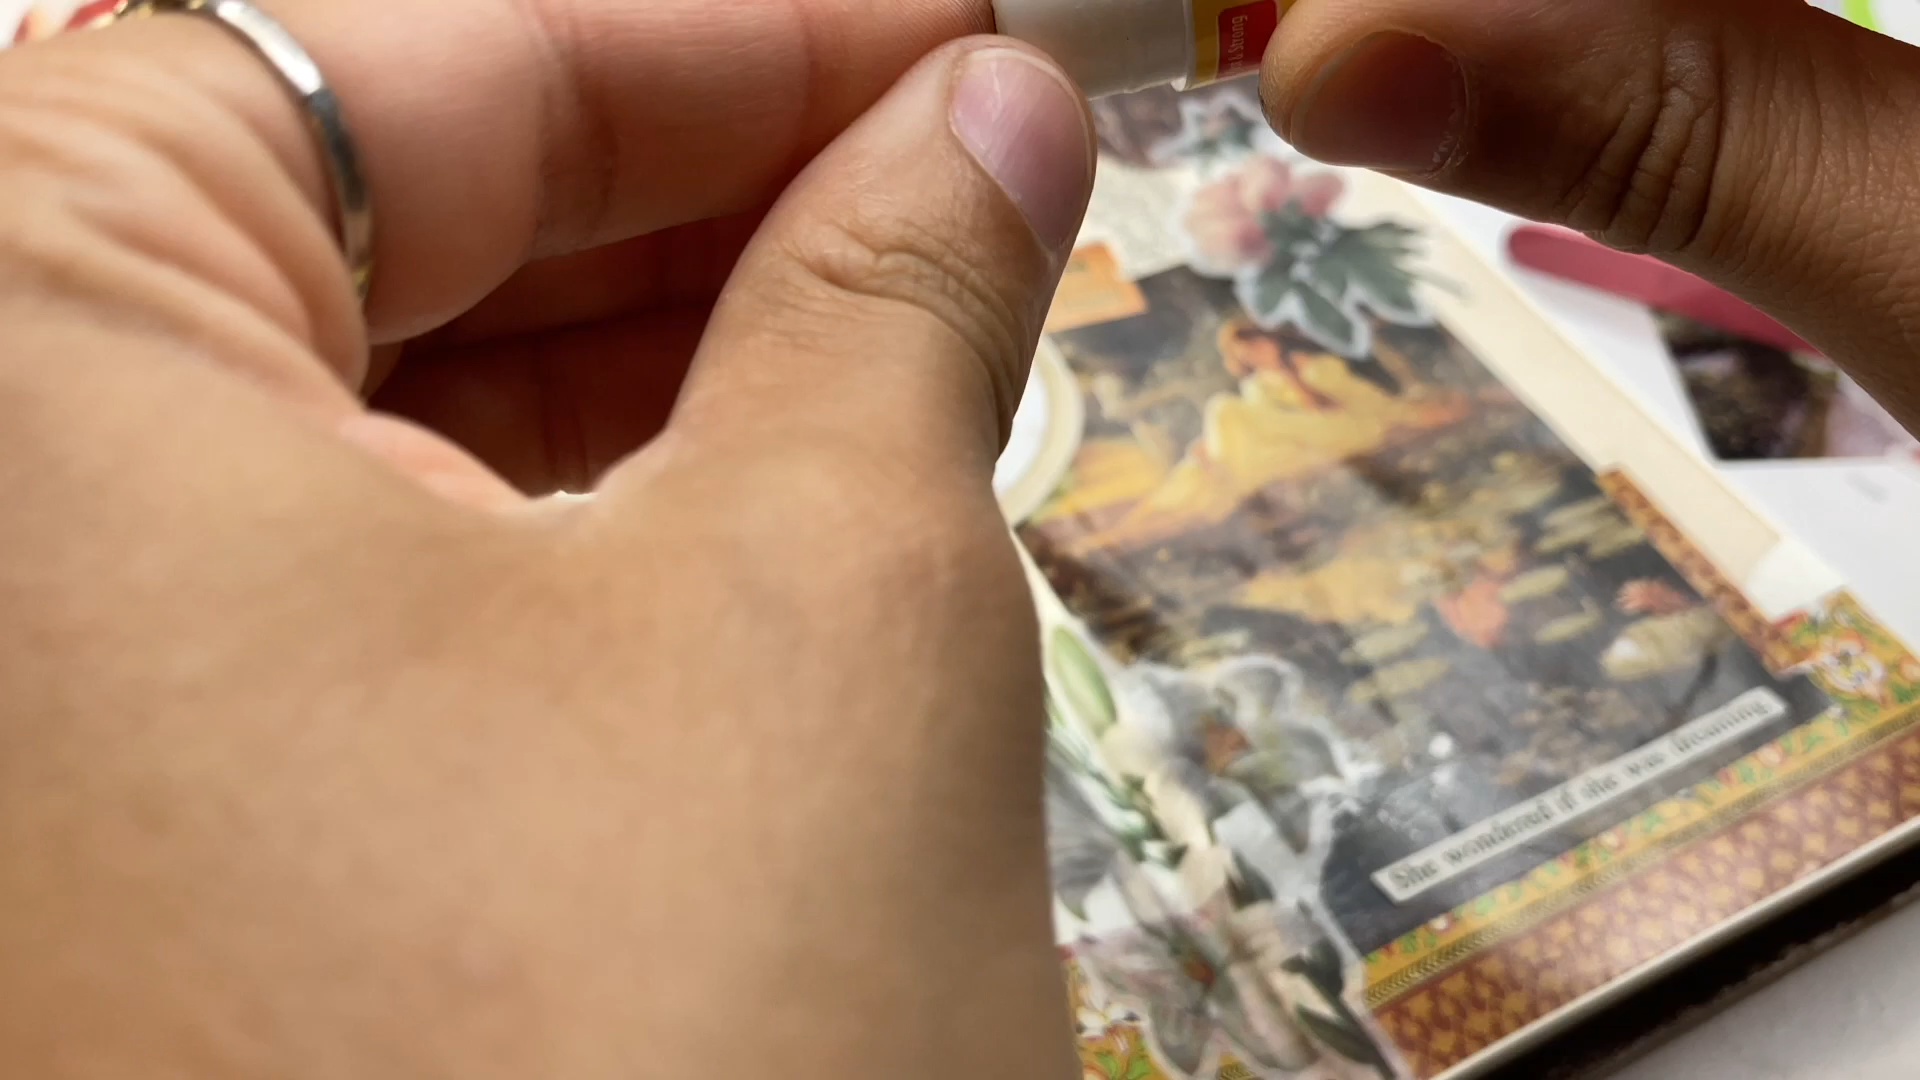 & Strong
She wondered if she was dreaming.